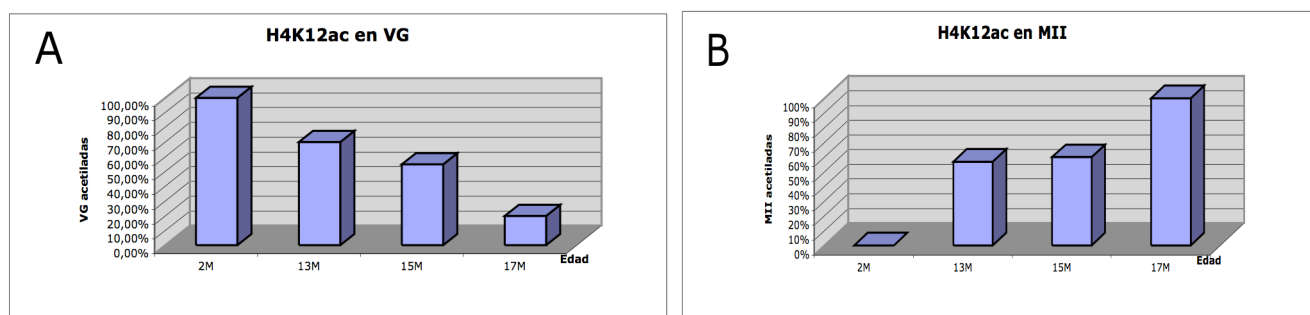 A
H4K12ac en VG
VG acetiladas
100,00%
90,00%
80,00%
70,00%
60,00%
50,00%
40,00%
30,00%
20,00%
10,00%
0,00%
2M
13M
15M
17M
Edad
B
H4K12ac en MII
MII acetiladas
100%
90%
80%
70%
60%
50%
40%
30%
20%
10%
0%
2M
13M
15M
17M
Edad